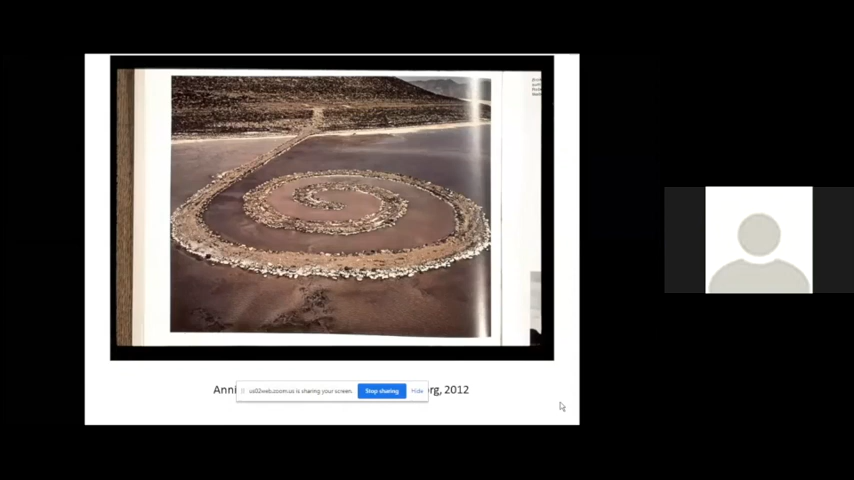 Anni
us02web.zoom.us is sharing your screen. Stop sharing Hide
rg, 2012